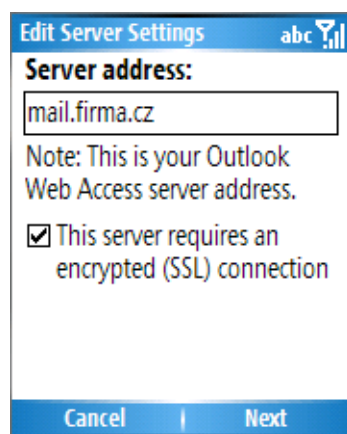 Edit Server Settings abc
Server address:
mail.firma.cz
Note: This is your Outlook
Web Access server address.
This server requires an
encrypted (SSL) connection
Cancel Next